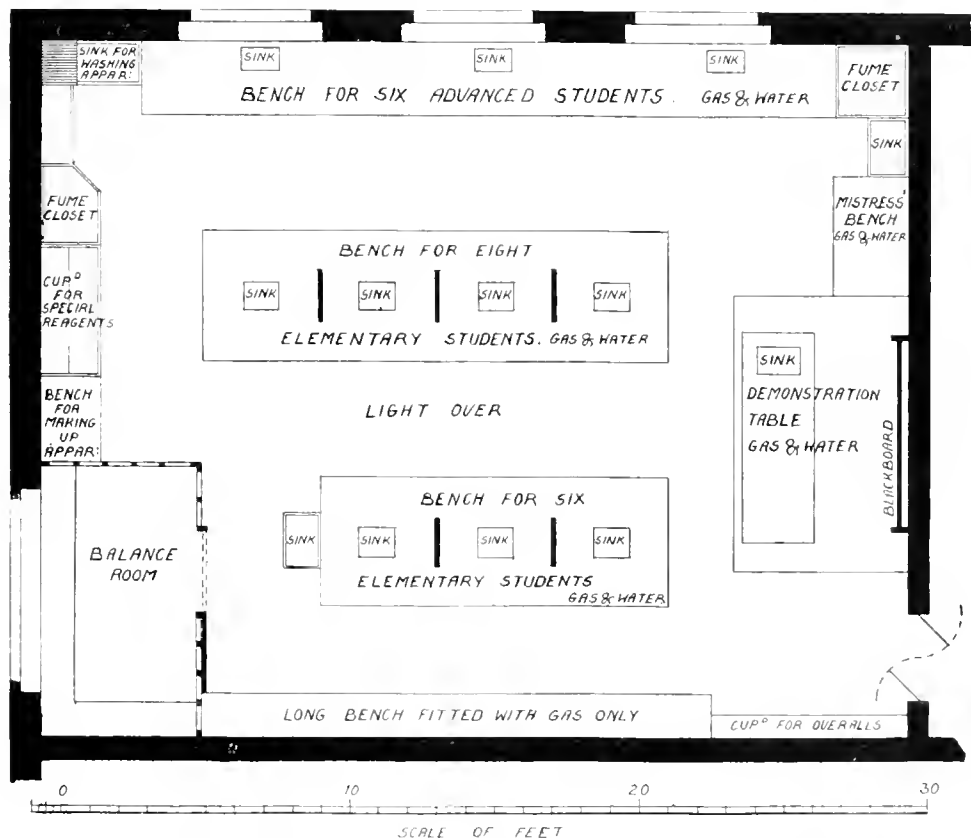 SINK FOR
WASHING
APPAR:
SINK
SINK
SINK
BENCH FOR SIX ADVANCED STUDENTS. GAS & WATER
FUME
CLOSET
SINK
MISTRESS'
BENCH
GAS & WATER
FUME
CLOSET
CUPD
FOR
SPECIAL
REAGENTS
BENCH
FOR
MAKING
UP
APPAR:
BENCH FOR EIGHT
SINK
SINK
SINK
SINK
ELEMENTARY STUDENTS. GAS & WATER
LIGHT OVER
SINK
DEMONSTRATION
TABLE
GAS & WATER
BLACKBOARD
BENCH FOR SIX
SINK
SINK
SINK
SINK
ELEMENTARY STUDENTS
GAS & WATER
BALANCE
ROOM
LONG BENCH FITTED WITH GAS ONLY
CUPD FOR OVERALLS
0 10 20 30
SCALE OF FEET